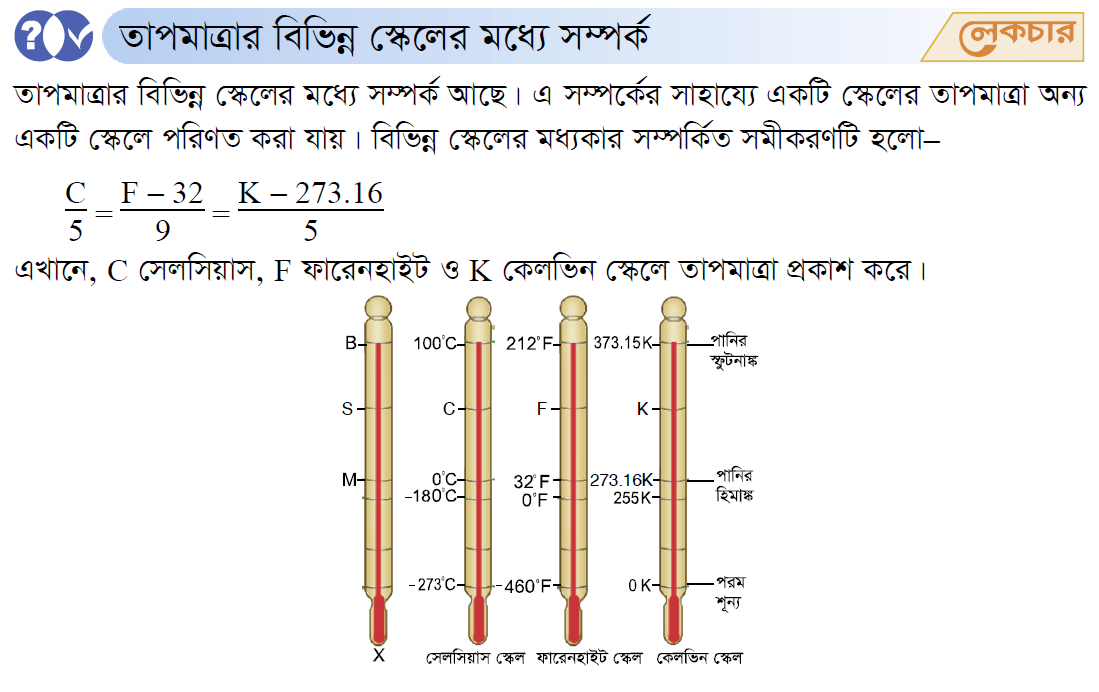 তাপমাত্রার বিভিন্ন স্কেলের মধ্যে সম্পর্ক
লেকচার
তাপমাত্রার বিভিন্ন স্কেলের মধ্যে সম্পর্ক আছে। এ সম্পর্কের সাহায্যে একটি স্কেলের তাপমাত্রা অন্য
একটি স্কেলে পরিণত করা যায়। বিভিন্ন স্কেলের মধ্যকার সম্পর্কিত সমীকরণটি হলো–
C/5 = F – 32/9 = K – 273.16/5
এখানে, C সেলসিয়াস, F ফারেনহাইট ও K কেলভিন স্কেলে তাপমাত্রা প্রকাশ করে।
B 100°C 212°F 373.15K পানির
স্ফুটনাঙ্ক
S C F K
M 0°C 32°F 273.16K পানির
হিমাঙ্ক
–180°C 0°F 255K
–273°C –460°F 0 K পরম
শূন্য
X সেলসিয়াস স্কেল ফারেনহাইট স্কেল কেলভিন স্কেল